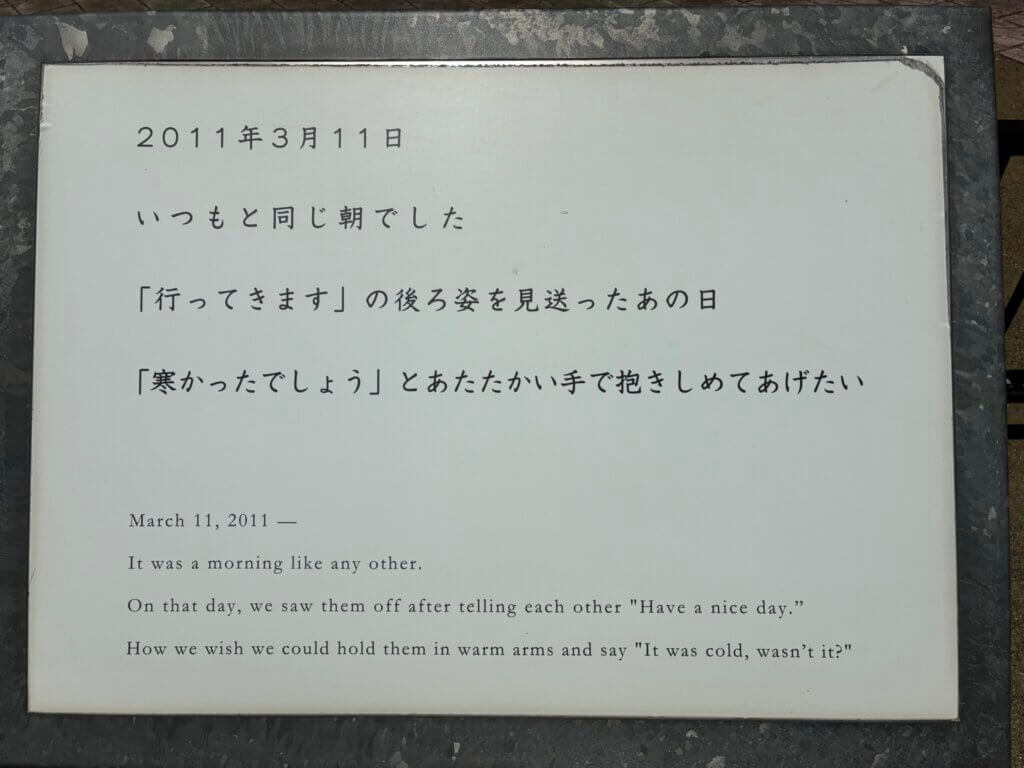 ２０１１年３月１１日
いつもと同じ朝でした
「行ってきます」の後ろ姿を見送ったあの日
「寒かったでしょう」とあたたかい手で抱きしめてあげたい
March 11, 2011 —
It was a morning like any other.
On that day, we saw them off after telling each other "Have a nice day.”
How we wish we could hold them in warm arms and say "It was cold, wasn’t it?"